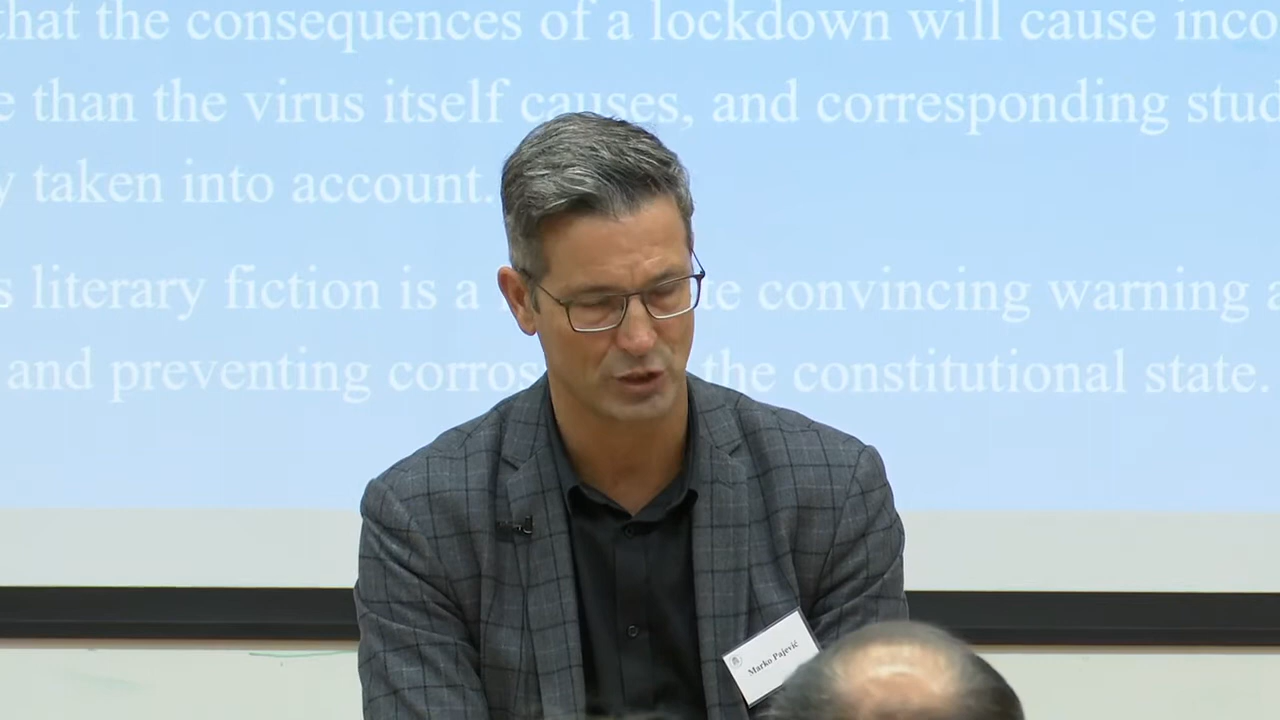 that the consequences of a lockdown will cause inco
e than the virus itself causes, and corresponding stud
y taken into account.
s literary fiction is a te convincing warning a
and preventing corros the constitutional state.
Marko Pajević